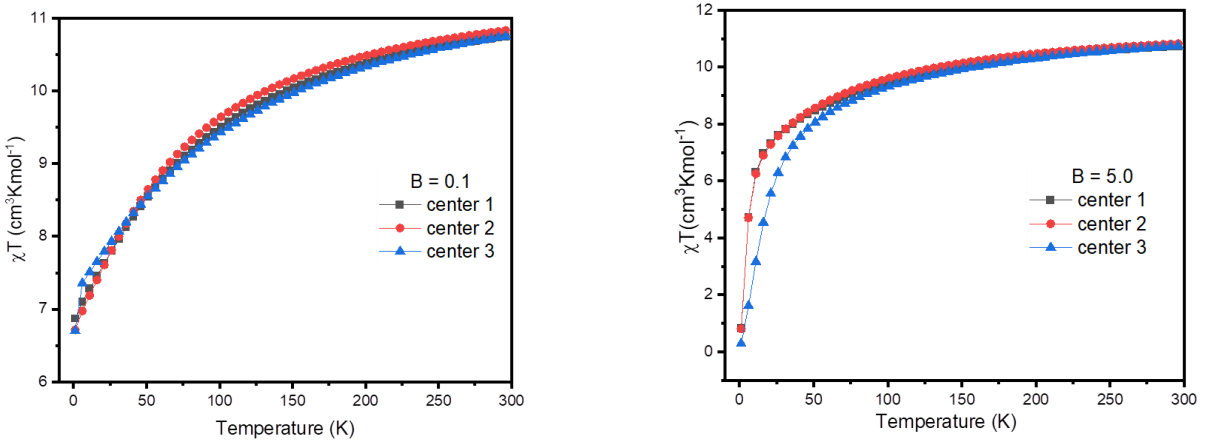 11
10
9
8
7
6
χT (cm³Kmol⁻¹)
B = 0.1
center 1
center 2
center 3
0 50 100 150 200 250 300
Temperature (K)
12
10
8
6
4
2
0
χT(cm³Kmol⁻¹)
B = 5.0
center 1
center 2
center 3
0 50 100 150 200 250 300
Temperature (K)